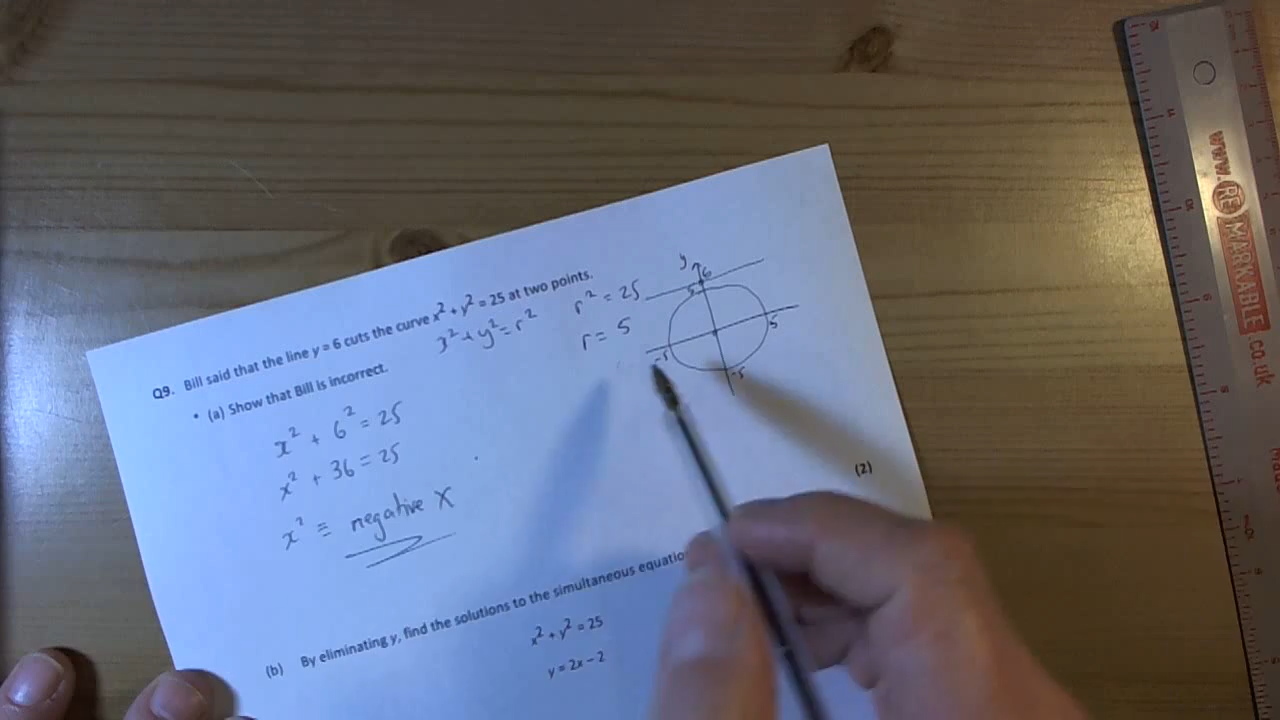 Q9. Bill said that the line y = 6 cuts the curve x² + y² = 25 at two points.
• (a) Show that Bill is incorrect.
x² + y² = r²
r² = 25
r = 5
y
6
5
5
-5
-5
x² + 6² = 25
x² + 36 = 25
x² = negative X
(2)
(b) By eliminating y, find the solutions to the simultaneous
x² + y² = 25
y = 2x – 2
www.REMARKABLE.co.uk